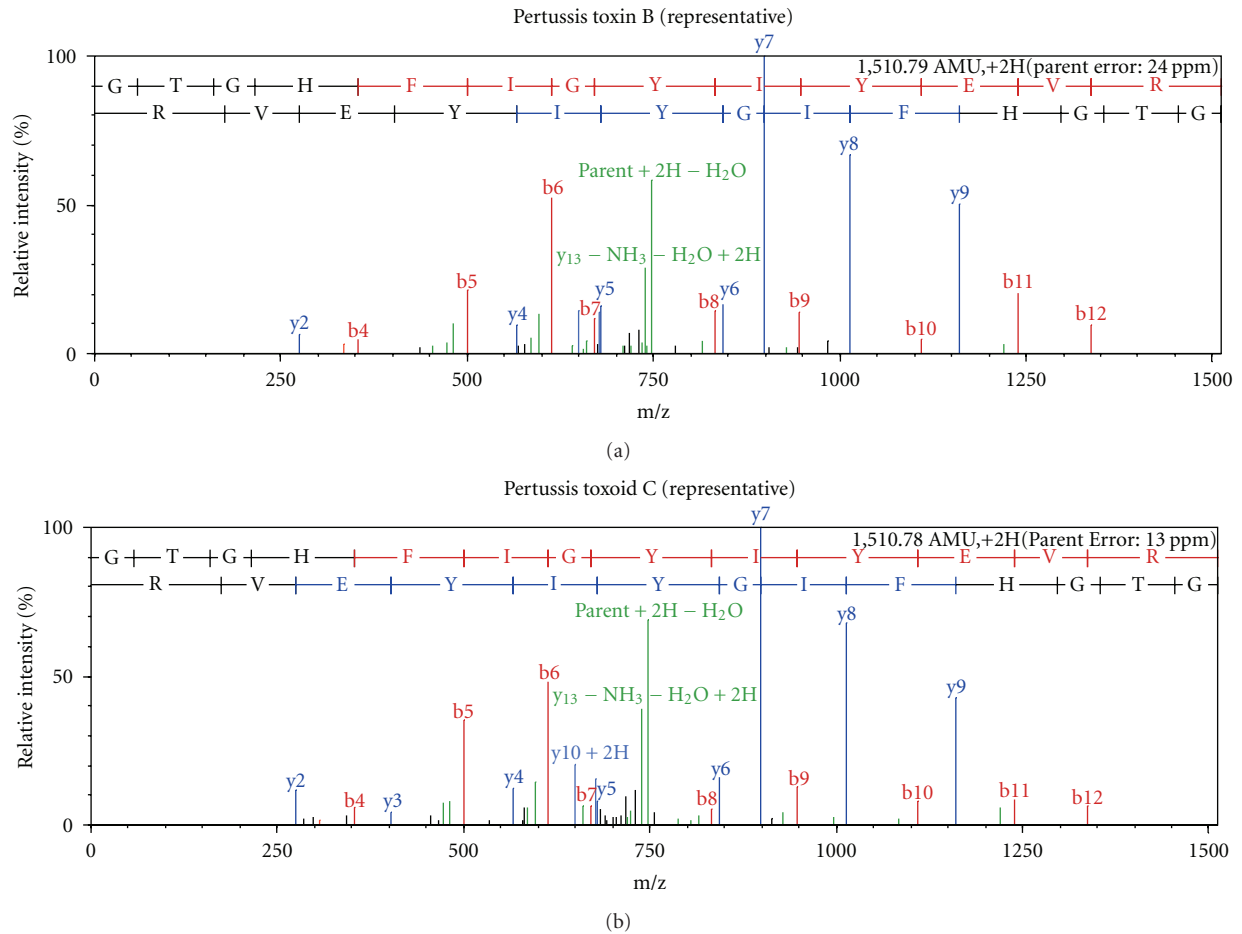 Pertussis toxin B (representative)
y7
100
1,510.79 AMU,+2H(parent error: 24 ppm)
G T G H F I G Y I Y E V R
R V E Y I Y G I F H G T G
y8
Parent + 2H − H₂O
b6
y9
50
y₁₃ − NH₃ − H₂O + 2H
b5
y5
y6
b11
b7
b8
b9
y4
b12
y2
b4
b10
0
Relative intensity (%)
0 250 500 750 1000 1250 1500
m/z
(a)
Pertussis toxoid C (representative)
y7
100
1,510.78 AMU,+2H(Parent Error: 13 ppm)
G T G H F I G Y I Y E V R
R V E Y I Y G I F H G T G
Parent + 2H − H₂O
y8
b6
50
y₁₃ − NH₃ − H₂O + 2H
y9
b5
y10 + 2H
y2
y4
y5
y6
b9
b4
y3
b7
b8
b10
b11
b12
0
Relative intensity (%)
0 250 500 750 1000 1250 1500
m/z
(b)